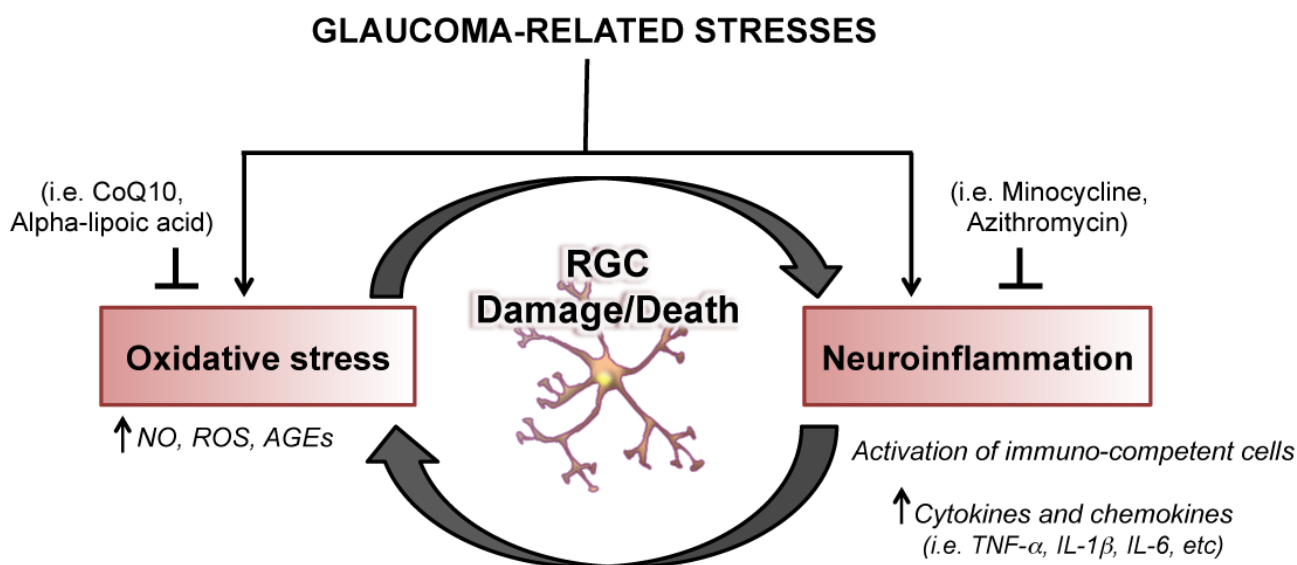 GLAUCOMA-RELATED STRESSES
(i.e. CoQ10,
Alpha-lipoic acid)
(i.e. Minocycline,
Azithromycin)
RGC
Damage/Death
Oxidative stress
Neuroinflammation
↑ NO, ROS, AGEs
Activation of immuno-competent cells
↑ Cytokines and chemokines
(i.e. TNF-α, IL-1β, IL-6, etc)